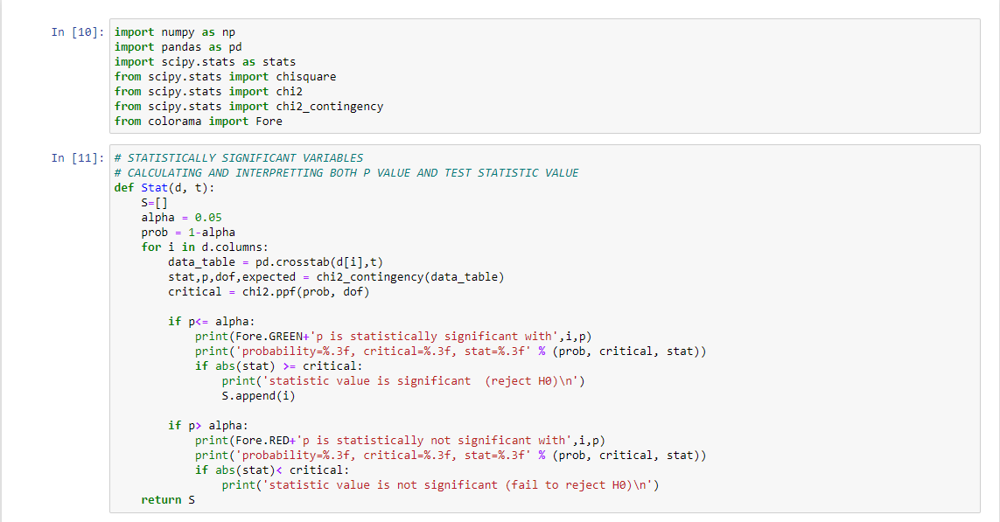 In [10]: import numpy as np
import pandas as pd
import scipy.stats as stats
from scipy.stats import chisquare
from scipy.stats import chi2
from scipy.stats import chi2_contingency
from colorama import Fore
In [11]: # STATISTICALLY SIGNIFICANT VARIABLES
# CALCULATING AND INTERPRETTING BOTH P VALUE AND TEST STATISTIC VALUE
def Stat(d, t):
    S=[]
    alpha = 0.05
    prob = 1-alpha
    for i in d.columns:
        data_table = pd.crosstab(d[i],t)
        stat,p,dof,expected = chi2_contingency(data_table)
        critical = chi2.ppf(prob, dof)
        if p<= alpha:
            print(Fore.GREEN+'p is statistically significant with',i,p)
            print('probability=%.3f, critical=%.3f, stat=%.3f' % (prob, critical, stat))
            if abs(stat) >= critical:
                print('statistic value is significant  (reject H0)\n')
                S.append(i)
        if p> alpha:
            print(Fore.RED+'p is statistically not significant with',i,p)
            print('probability=%.3f, critical=%.3f, stat=%.3f' % (prob, critical, stat))
            if abs(stat)< critical:
                print('statistic value is not significant (fail to reject H0)\n')
    return S